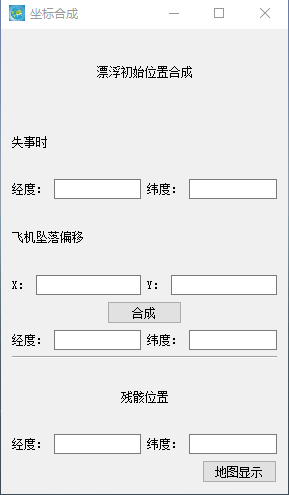 坐标合成
漂浮初始位置合成
失事时
经度： 纬度：
飞机坠落偏移
X： Y：
合成
经度： 纬度：
残骸位置
经度： 纬度：
地图显示